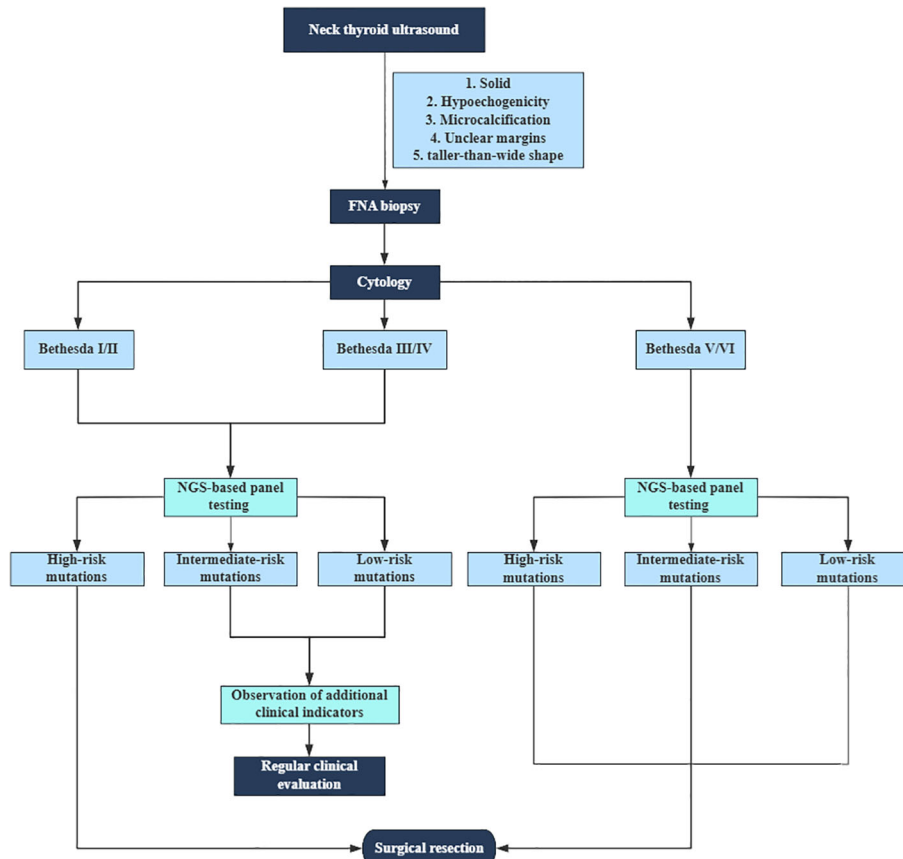 Neck thyroid ultrasound
1. Solid
2. Hypoechogenicity
3. Microcalcification
4. Unclear margins
5. taller-than-wide shape
FNA biopsy
Cytology
Bethesda I/II
Bethesda III/IV
Bethesda V/VI
NGS-based panel
testing
NGS-based panel
testing
High-risk
mutations
Intermediate-risk
mutations
Low-risk
mutations
High-risk
mutations
Intermediate-risk
mutations
Low-risk
mutations
Observation of additional
clinical indicators
Regular clinical
evaluation
Surgical resection